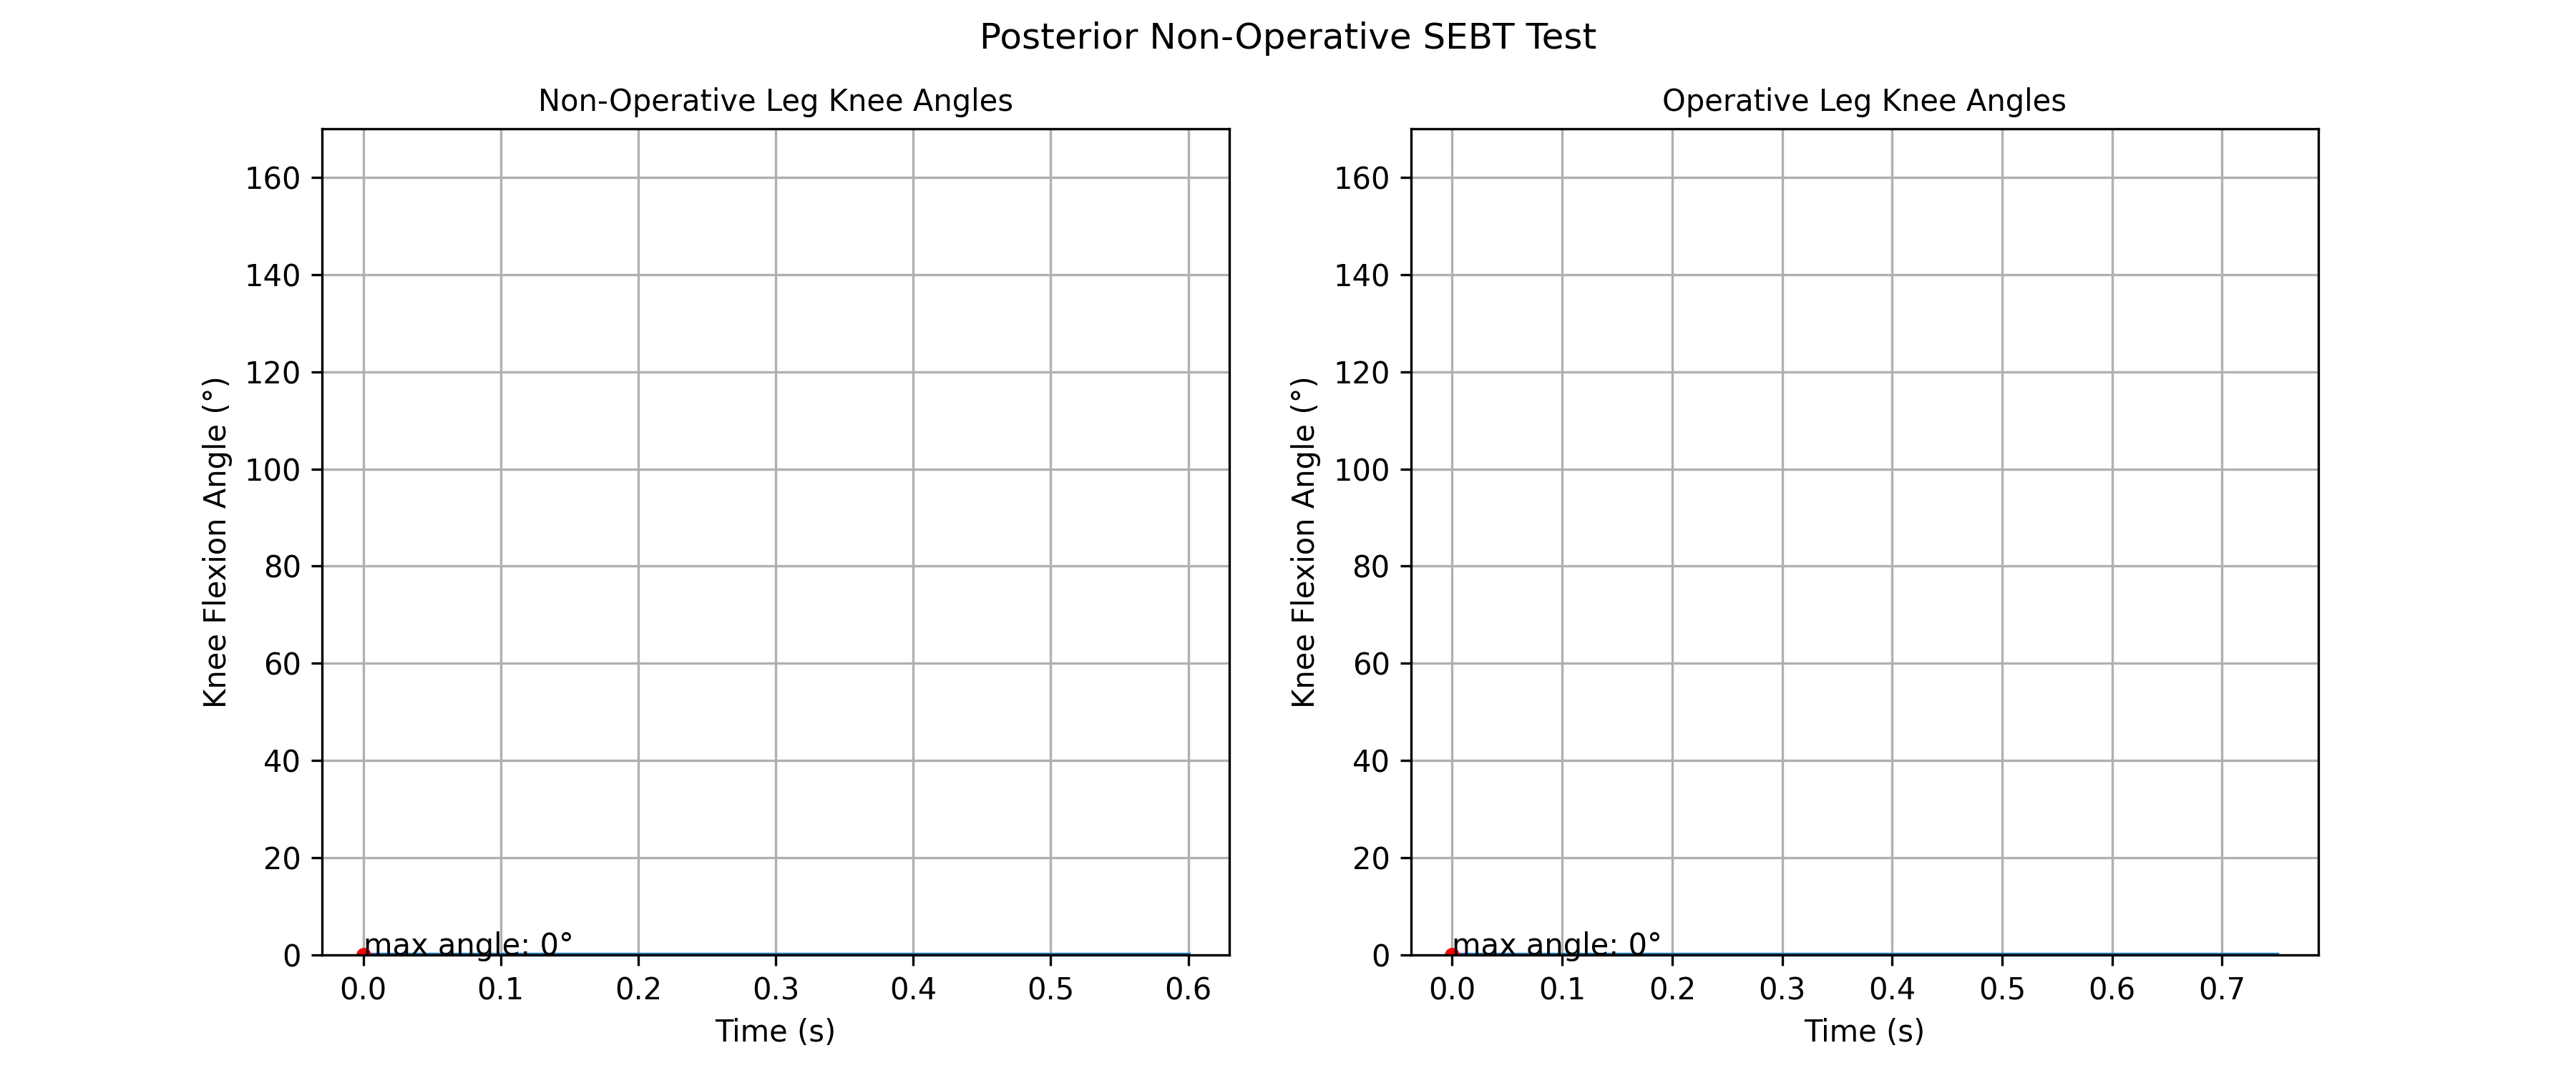 Posterior Non-Operative SEBT Test
Non-Operative Leg Knee Angles
Knee Flexion Angle (°)
160
140
120
100
80
60
40
20
0
max angle: 0°
0.0 0.1 0.2 0.3 0.4 0.5 0.6
Time (s)
Operative Leg Knee Angles
Knee Flexion Angle (°)
160
140
120
100
80
60
40
20
0
max angle: 0°
0.0 0.1 0.2 0.3 0.4 0.5 0.6 0.7
Time (s)